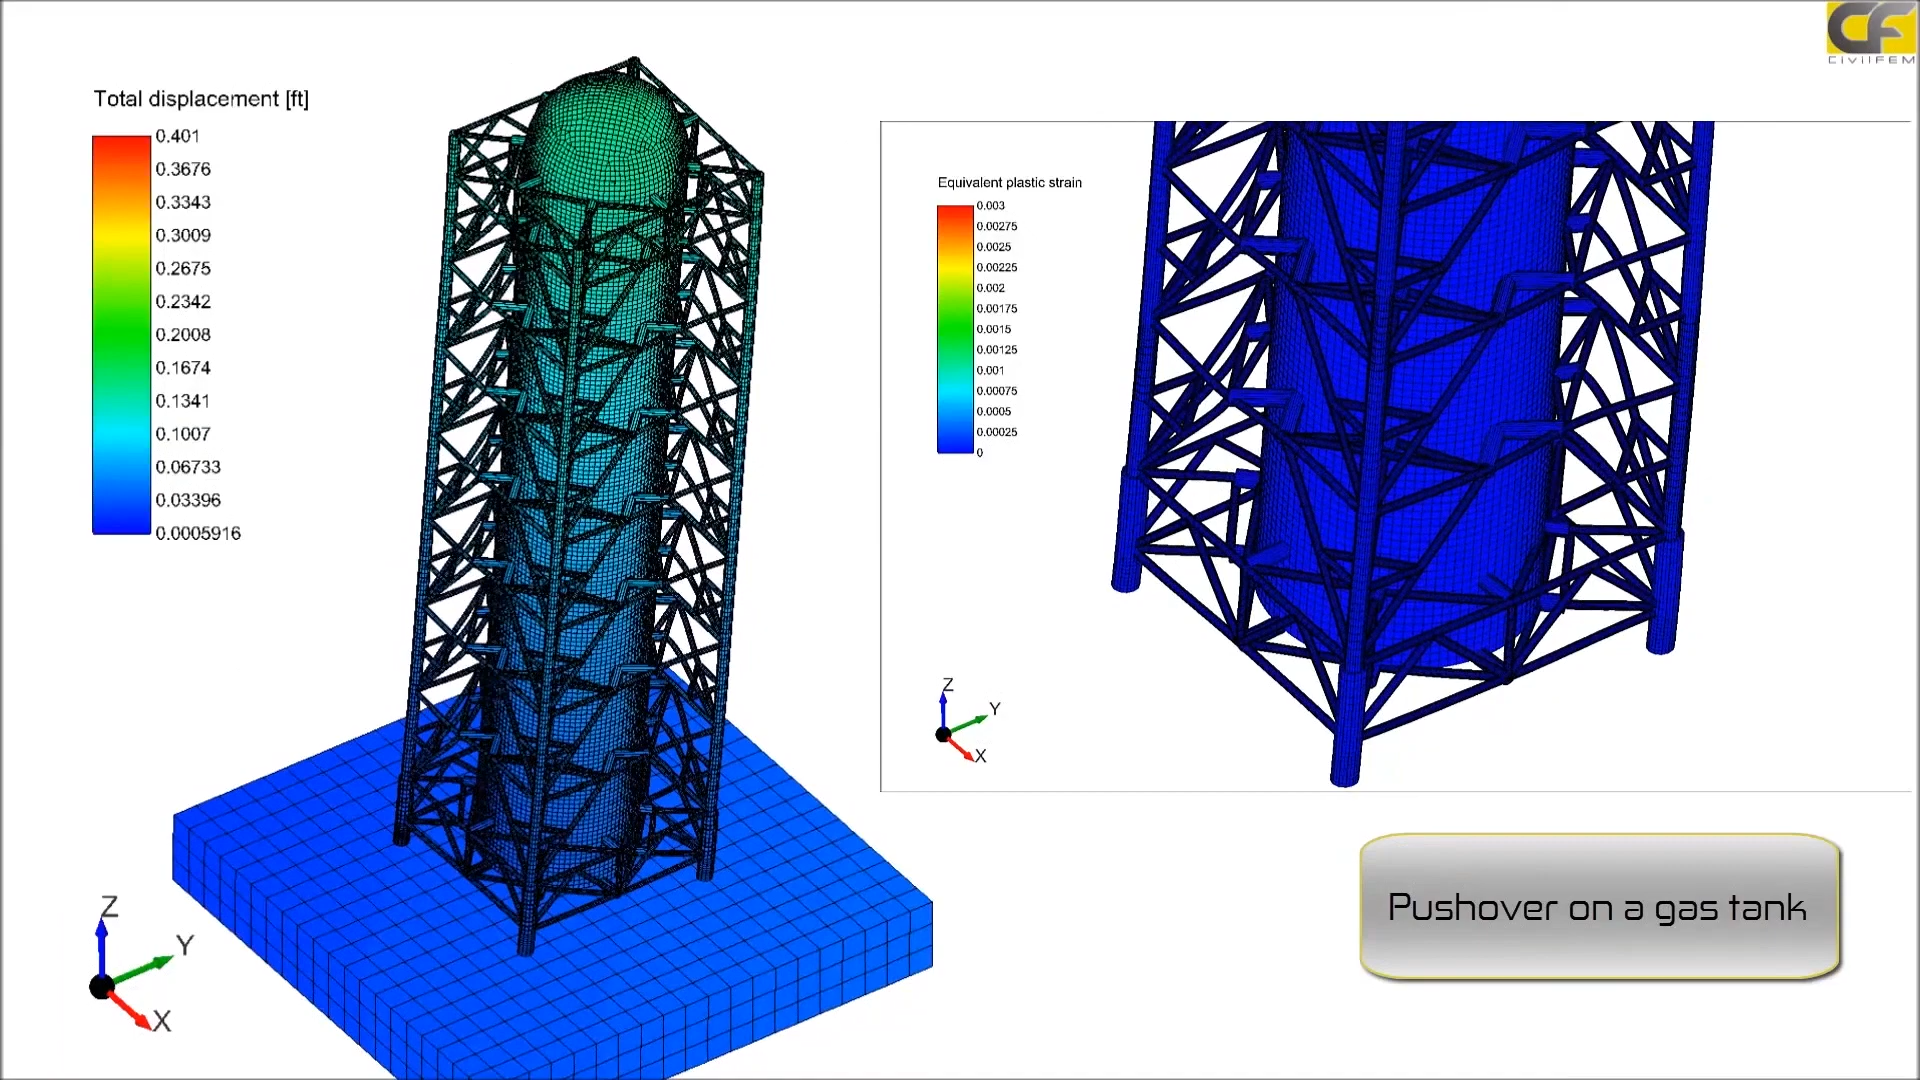 CF
CIVILFEM
Total displacement [ft]
0.401
0.3676
0.3343
0.3009
0.2675
0.2342
0.2008
0.1674
0.1341
0.1007
0.06733
0.03396
0.0005916
Z
Y
X
Equivalent plastic strain
0.003
0.00275
0.0025
0.00225
0.002
0.00175
0.0015
0.00125
0.001
0.00075
0.0005
0.00025
0
Z
Y
X
Pushover on a gas tank